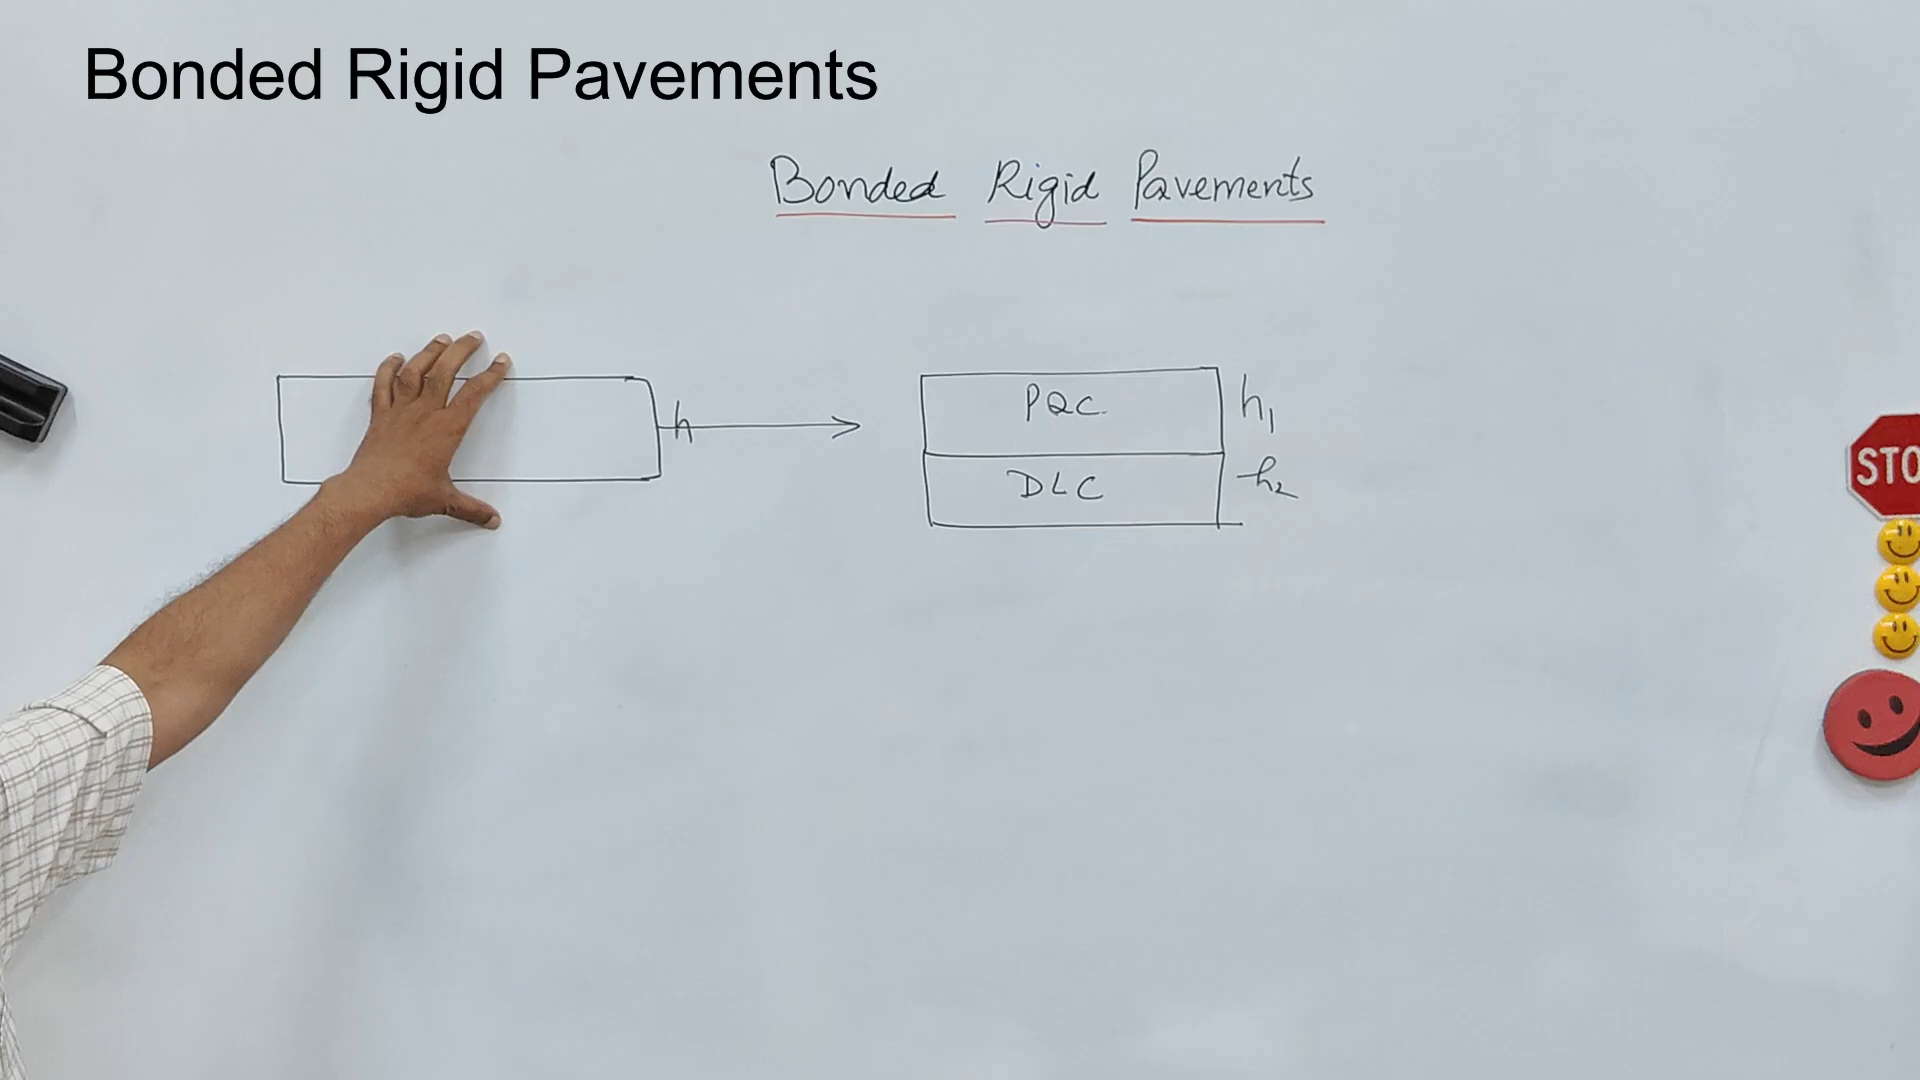 Bonded Rigid Pavements
Bonded Rigid Pavements
h
PQC h1
DLC h2
STO